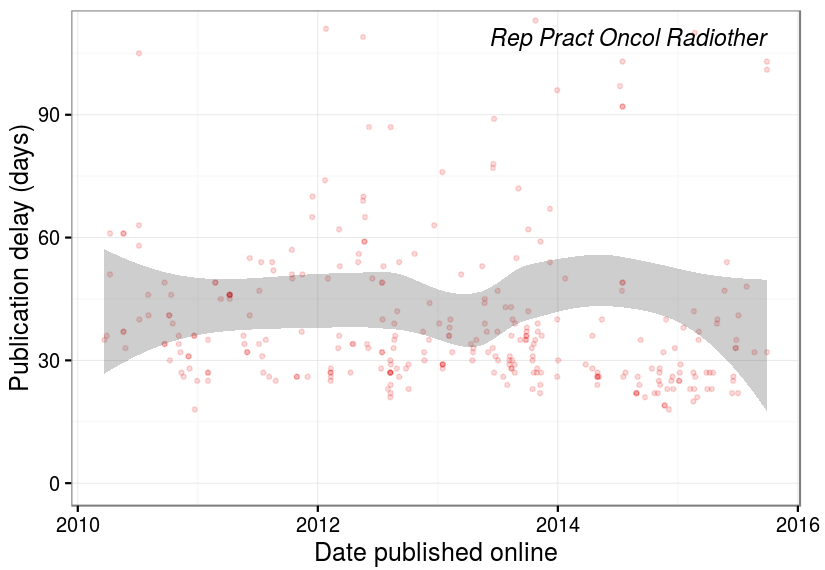 Rep Pract Oncol Radiother
Publication delay (days)
90
60
30
0
2010
2012
2014
2016
Date published online